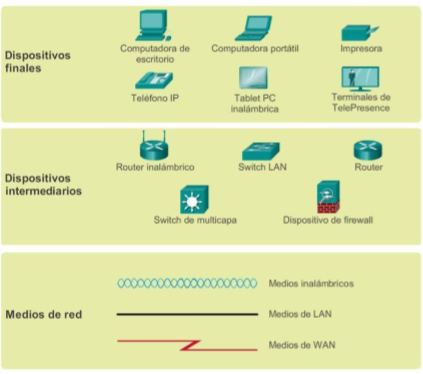 Dispositivos
finales
Computadora de
escritorio
Computadora portátil
Impresora
Teléfono IP
Tablet PC
inalámbrica
Terminales de
TelePresence
Dispositivos
intermediarios
Router inalámbrico
Switch LAN
Router
Switch de multicapa
Dispositivo de firewall
Medios de red
Medios inalámbricos
Medios de LAN
Medios de WAN